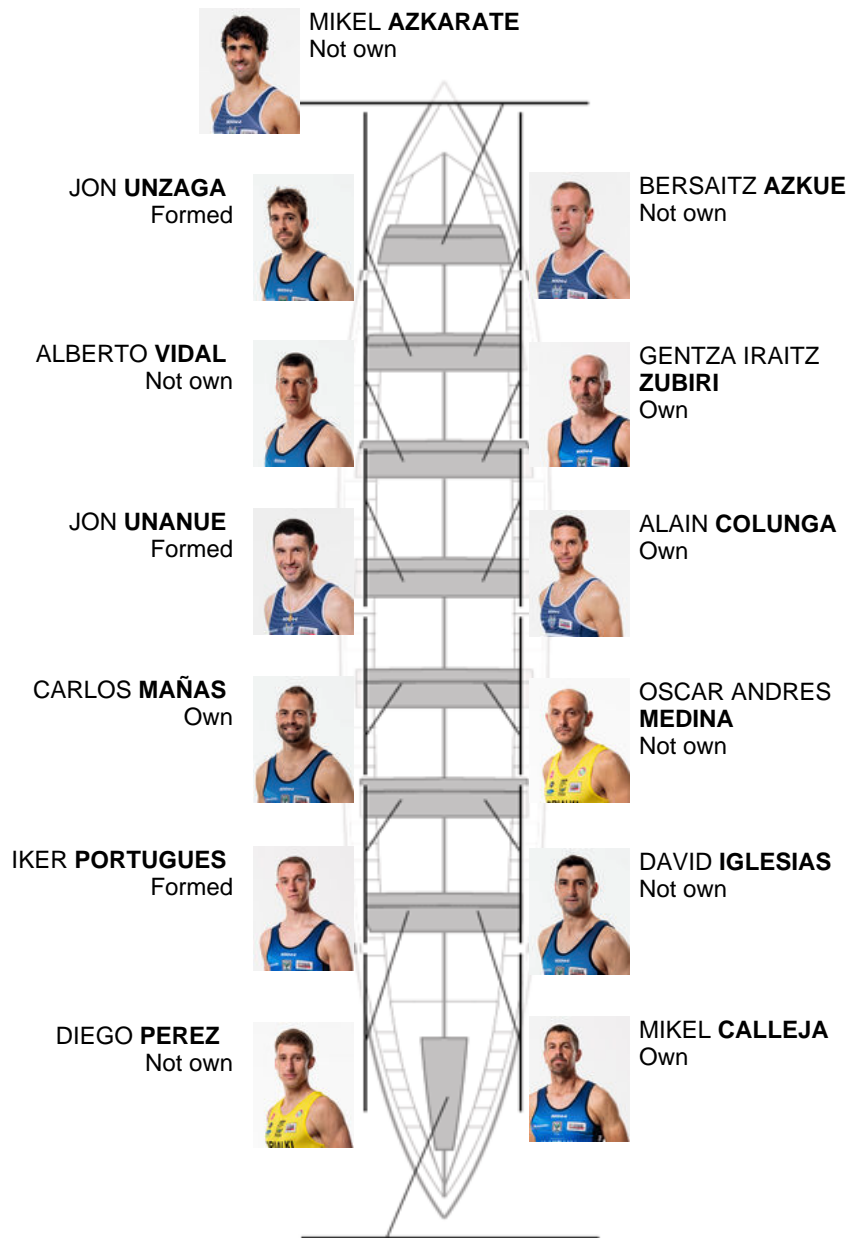 MIKEL AZKARATE
Not own
JON UNZAGA
Formed
BERSAITZ AZKUE
Not own
ALBERTO VIDAL
Not own
GENTZA IRAITZ
ZUBIRI
Own
JON UNANUE
Formed
ALAIN COLUNGA
Own
CARLOS MAÑAS
Own
OSCAR ANDRES
MEDINA
Not own
IKER PORTUGUES
Formed
DAVID IGLESIAS
Not own
DIEGO PEREZ
Not own
MIKEL CALLEJA
Own